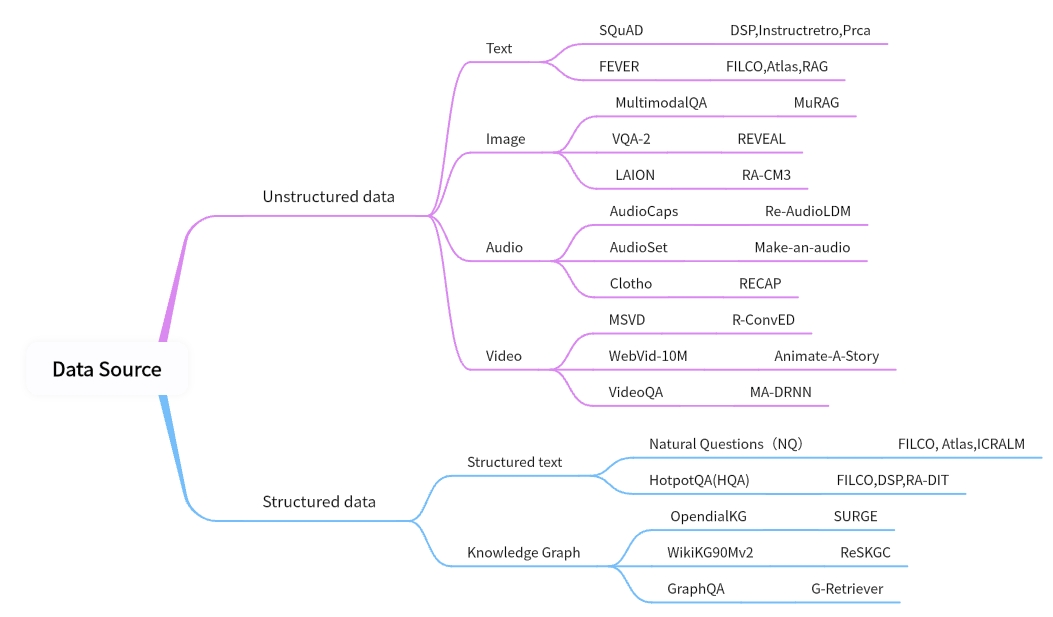 SQuAD DSP,Instructretro,Prca
Text
FEVER FILCO,Atlas,RAG
MultimodalQA MuRAG
Image VQA-2 REVEAL
LAION RA-CM3
Unstructured data
AudioCaps Re-AudioLDM
Audio AudioSet Make-an-audio
Clotho RECAP
MSVD R-ConvED
Video WebVid-10M Animate-A-Story
Data Source
VideoQA MA-DRNN
Natural Questions（NQ） FILCO, Atlas,ICRALM
Structured text
HotpotQA(HQA) FILCO,DSP,RA-DIT
Structured data
OpendialKG SURGE
Knowledge Graph WikiKG90Mv2 ReSKGC
GraphQA G-Retriever